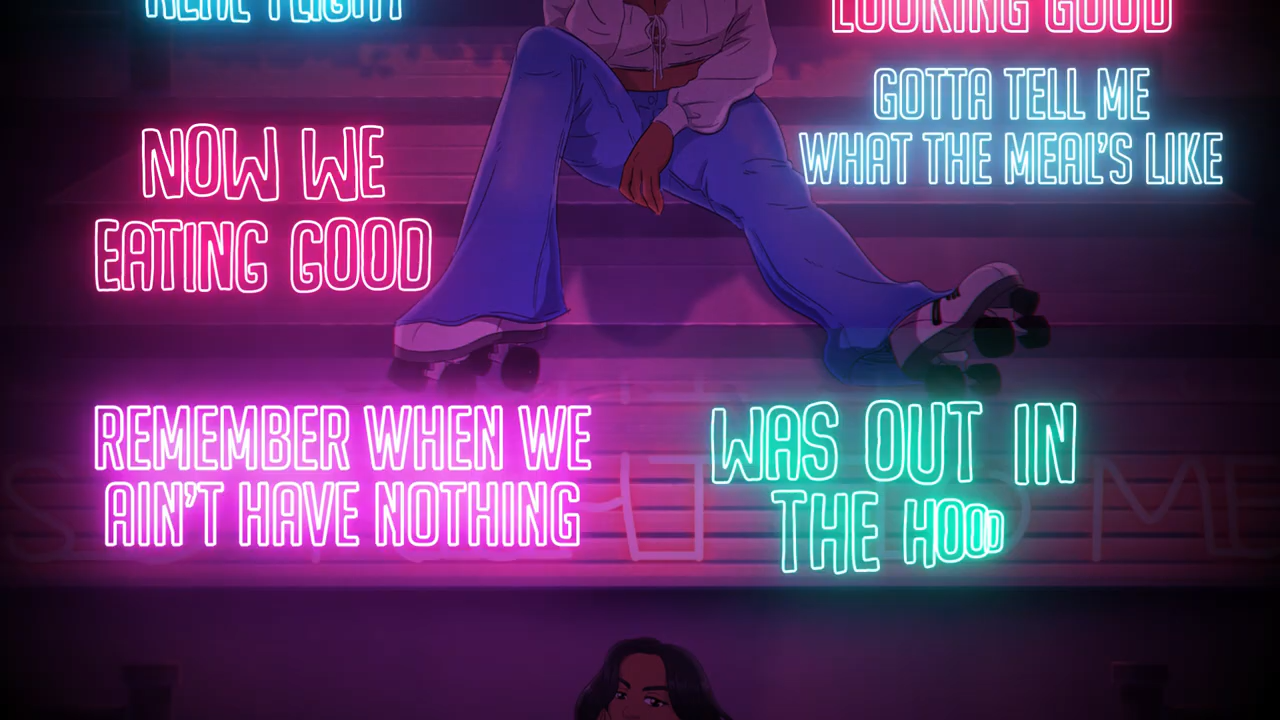 LOOKING GOOD
GOTTA TELL ME
WHAT THE MEAL'S LIKE
NOW WE
EATING GOOD
REMEMBER WHEN WE
AIN'T HAVE NOTHING
WAS OUT IN
THE HOOD